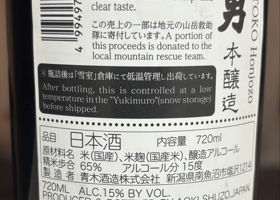 clear taste.
この売上の一部は地元の山岳救助
隊に寄付しています。A portion of
this proceeds is donated to the
local mountain rescue team.
※瓶詰後は「雪室」倉庫にて低温管理し出荷しています。
After bottling, this is controlled at a low
temperature in the "Yukimuro"(snow storage)
before shipped.
男
本醸造
TOKO Honjozo
品目 日本酒 内容量 720ml
原材料名 米(国産)、米麹(国産米)、醸造アルコール
精米歩合 65% アルコール分 15度
製造者 青木酒造株式会社 新潟県南魚沼市塩沢1214
720ML ALC.15% BY VOL.